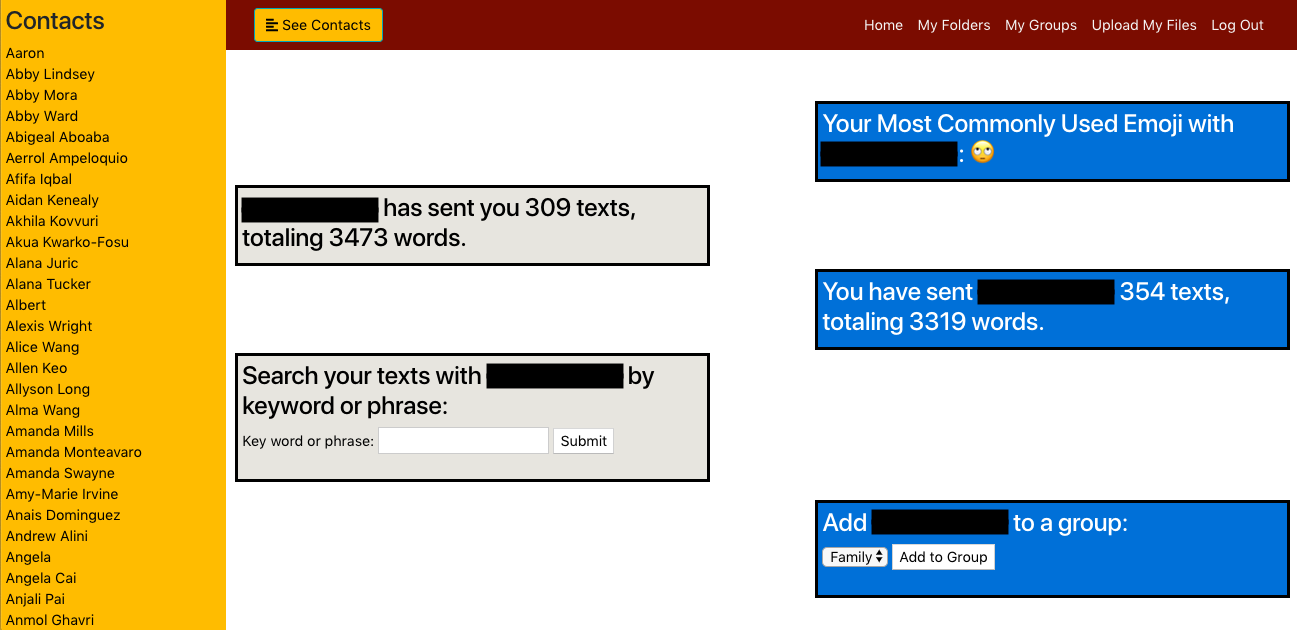 Contacts
Aaron
Abby Lindsey
Abby Mora
Abby Ward
Abigeal Aboaba
Aerrol Ampeloquio
Afifa Iqbal
Aidan Kenealy
Akhila Kovvuri
Akua Kwarko-Fosu
Alana Juric
Alana Tucker
Albert
Alexis Wright
Alice Wang
Allen Keo
Allyson Long
Alma Wang
Amanda Mills
Amanda Monteavaro
Amanda Swayne
Amy-Marie Irvine
Anais Dominguez
Andrew Alini
Angela
Angela Cai
Anjali Pai
Anmol Ghavri
See Contacts
Home My Folders My Groups Upload My Files Log Out
Your Most Commonly Used Emoji with
: 🙄
has sent you 309 texts,
totaling 3473 words.
You have sent 354 texts,
totaling 3319 words.
Search your texts with by
keyword or phrase:
Key word or phrase: Submit
Add to a group:
Family Add to Group